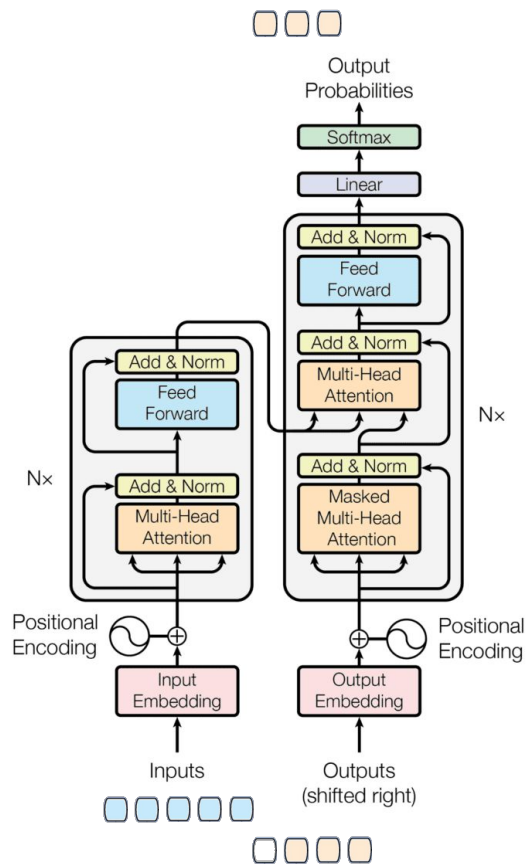 Output
Probabilities
Softmax
Linear
Add & Norm
Feed
Forward
Add & Norm
Multi-Head
Attention
Add & Norm
Masked
Multi-Head
Attention
N×
Add & Norm
Feed
Forward
Add & Norm
Multi-Head
Attention
N×
Positional
Encoding
Positional
Encoding
Input
Embedding
Output
Embedding
Inputs
Outputs
(shifted right)